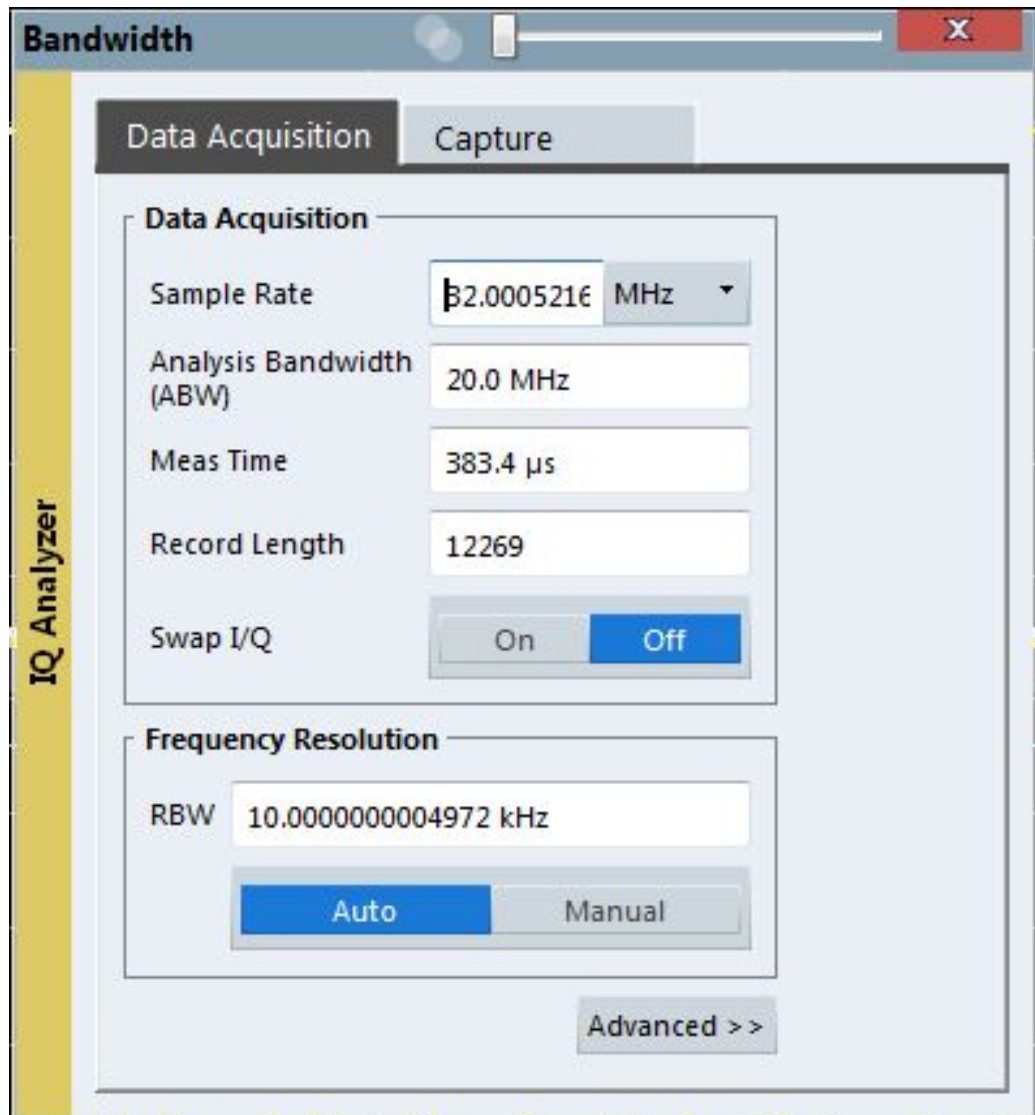 Bandwidth
X
IQ Analyzer
Data Acquisition
Capture
Data Acquisition
Sample Rate
32.0005216 MHz
Analysis Bandwidth
(ABW)
20.0 MHz
Meas Time
383.4 µs
Record Length
12269
Swap I/Q
On
Off
Frequency Resolution
RBW
10.0000000004972 kHz
Auto
Manual
Advanced >>